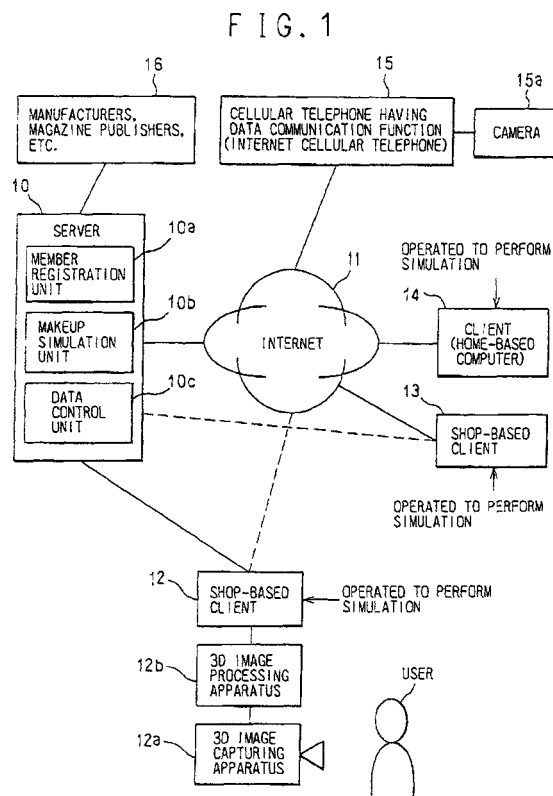 FIG. 1
16
15
15a
MANUFACTURERS,
MAGAZINE PUBLISHERS,
ETC.
CELLULAR TELEPHONE HAVING
DATA COMMUNICATION FUNCTION
(INTERNET CELLULAR TELEPHONE)
CAMERA
10
SERVER
10a
MEMBER
REGISTRATION
UNIT
10b
MAKEUP
SIMULATION
UNIT
10c
DATA
CONTROL
UNIT
11
INTERNET
OPERATED TO PERFORM
SIMULATION
14
CLIENT
(HOME-BASED
COMPUTER)
13
SHOP-BASED
CLIENT
OPERATED TO PERFORM
SIMULATION
12
SHOP-BASED
CLIENT
OPERATED TO PERFORM
SIMULATION
12b
3D IMAGE
PROCESSING
APPARATUS
USER
12a
3D IMAGE
CAPTURING
APPARATUS